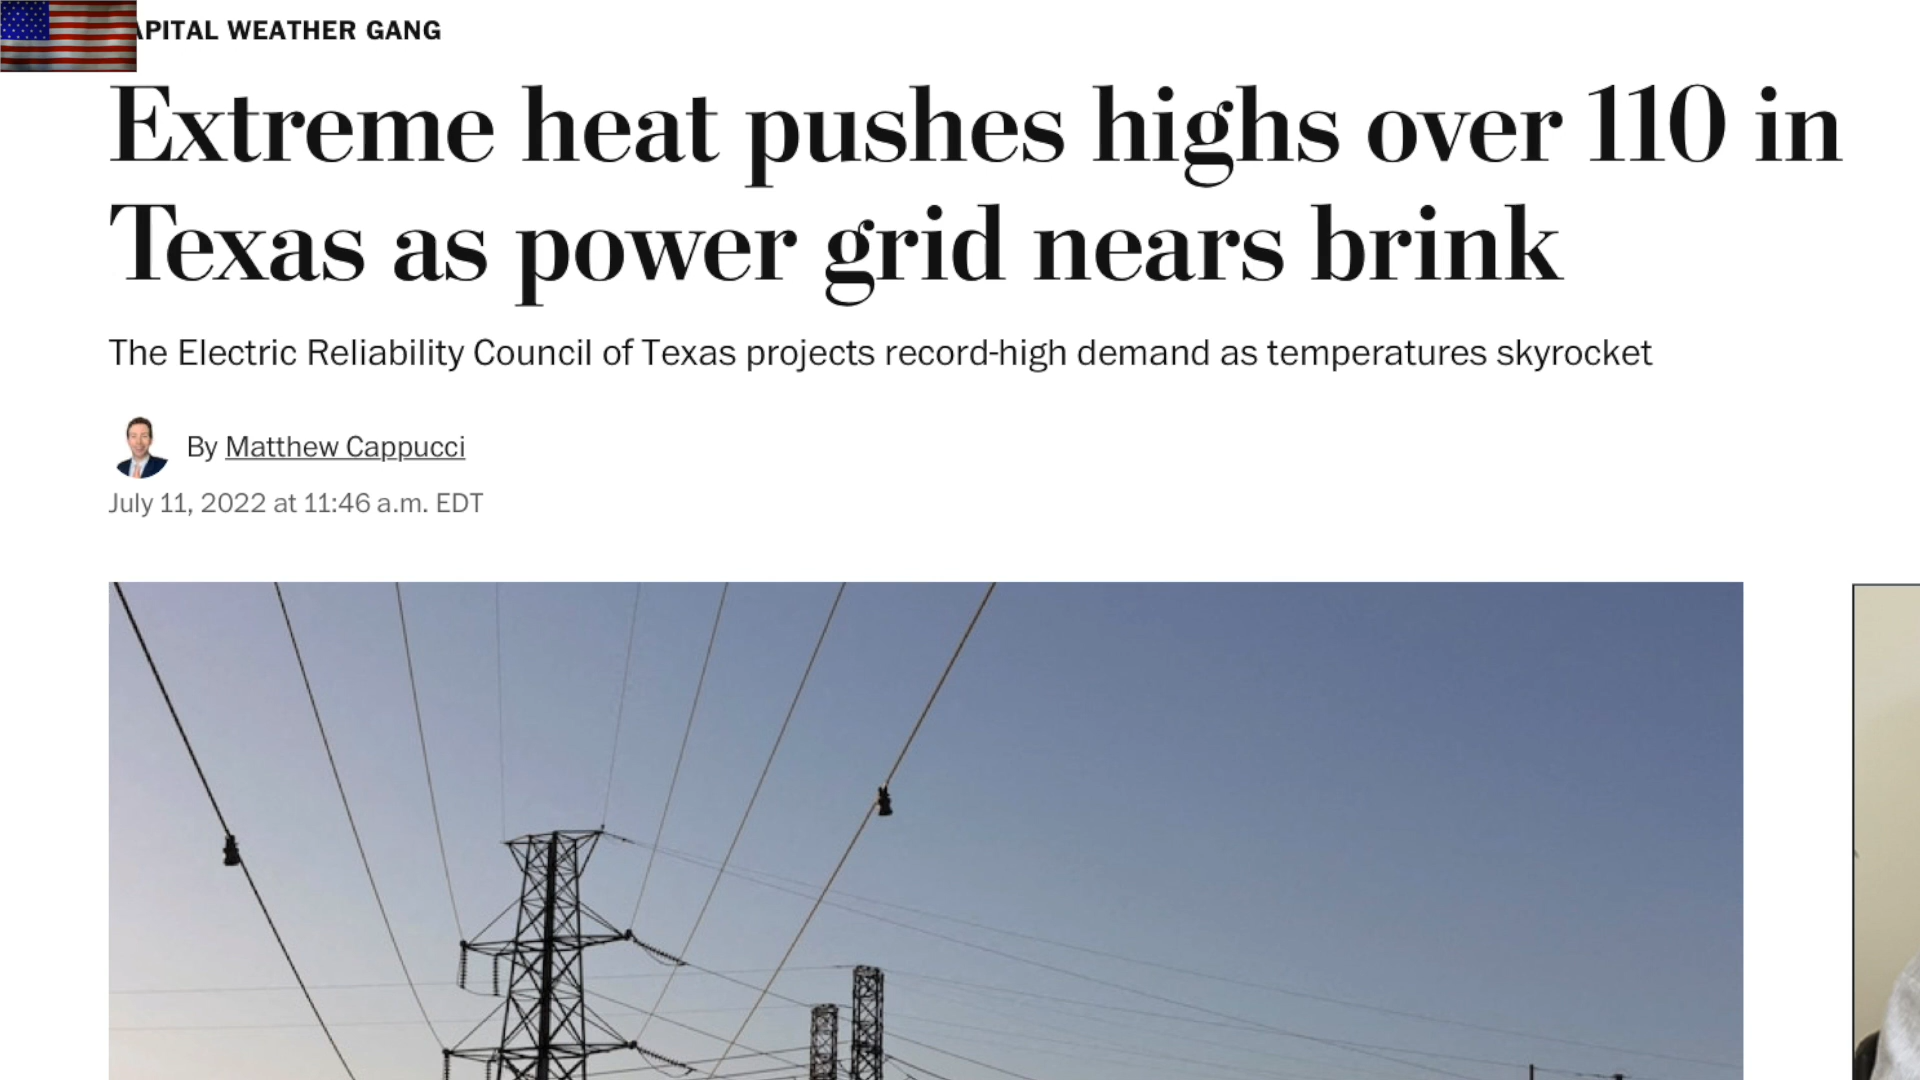 APITAL WEATHER GANG
Extreme heat pushes highs over 110 in
Texas as power grid nears brink
The Electric Reliability Council of Texas projects record-high demand as temperatures skyrocket
By Matthew Cappucci
July 11, 2022 at 11:46 a.m. EDT